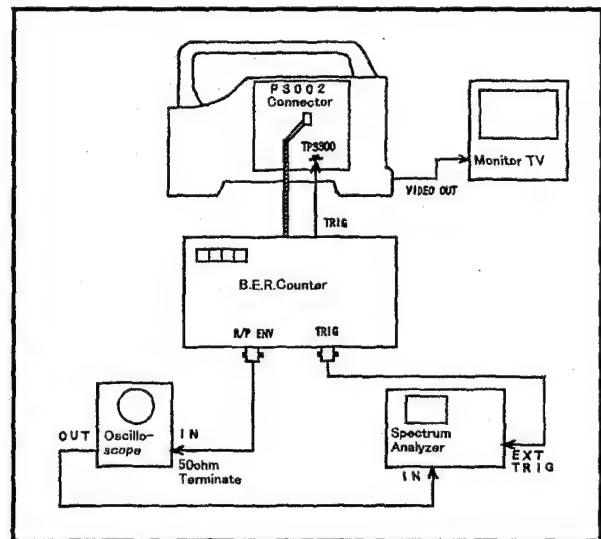 P3002
Connector
TP3300
Monitor TV
VIDEO OUT
TRIG
B.E.R.Counter
R/P ENV
TRIG
OUT
Oscillo-
scope
IN
50ohm
Terminate
Spectrum
Analyzer
IN
EXT
TRIG